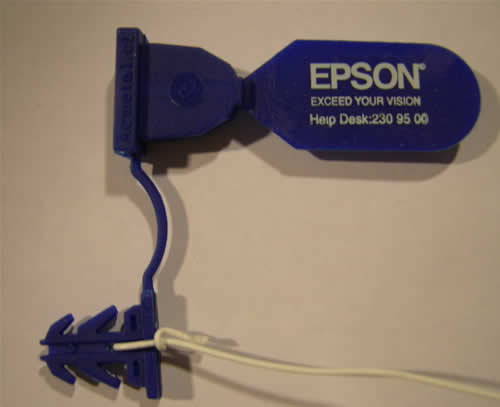 EPSON®
EXCEED YOUR VISION
Help Desk:230 95 00